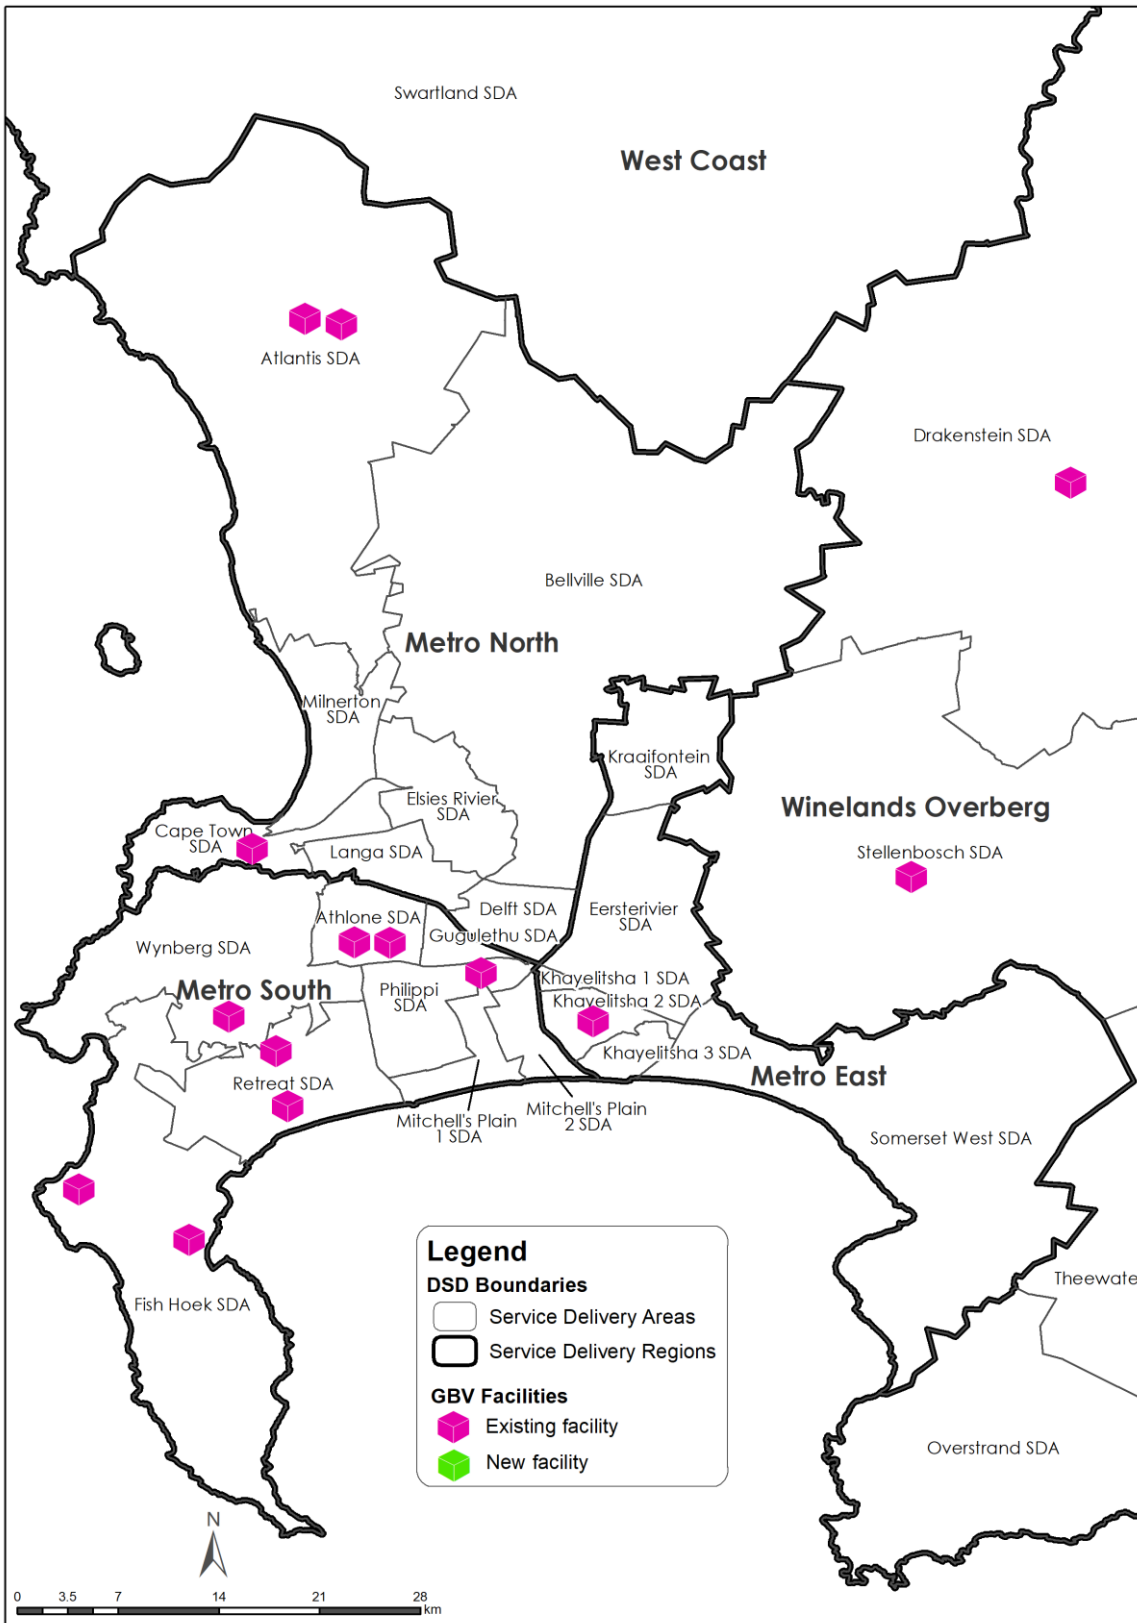 Swartland SDA
West Coast
Atlantis SDA
Drakenstein SDA
Bellville SDA
Metro North
Milnerton
SDA
Kraaifontein
SDA
Elsies Rivier
SDA
Winelands Overberg
Cape Town
SDA
Langa SDA
Stellenbosch SDA
Athlone SDA
Delft SDA
Eersterivier
SDA
Gugulethu SDA
Wynberg SDA
Khayelitsha 1 SDA
Metro South
Philippi
SDA
Khayelitsha 2 SDA
Khayelitsha 3 SDA
Metro East
Retreat SDA
Mitchell's Plain
1 SDA
Mitchell's Plain
2 SDA
Somerset West SDA
Fish Hoek SDA
Theewate
Legend
DSD Boundaries
Service Delivery Areas
Service Delivery Regions
GBV Facilities
Existing facility
New facility
Overstrand SDA
N
0 3.5 7 14 21 28
km